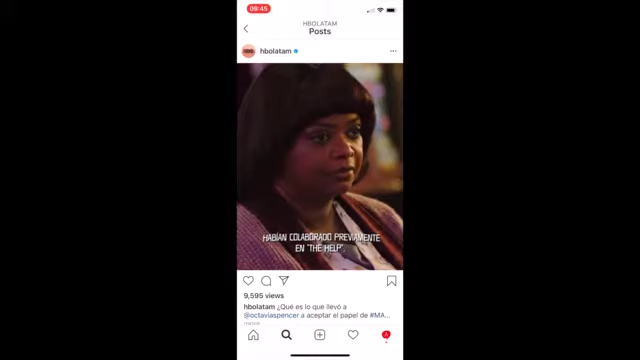 09:45
HBOLATAM
Posts
hbolatam
HABÍAN COLABORADO PREVIAMENTE
EN "THE HELP".
9,595 views
hbolatam ¿Qué es lo que llevó a
@octaviaspencer a aceptar el papel de #MA...